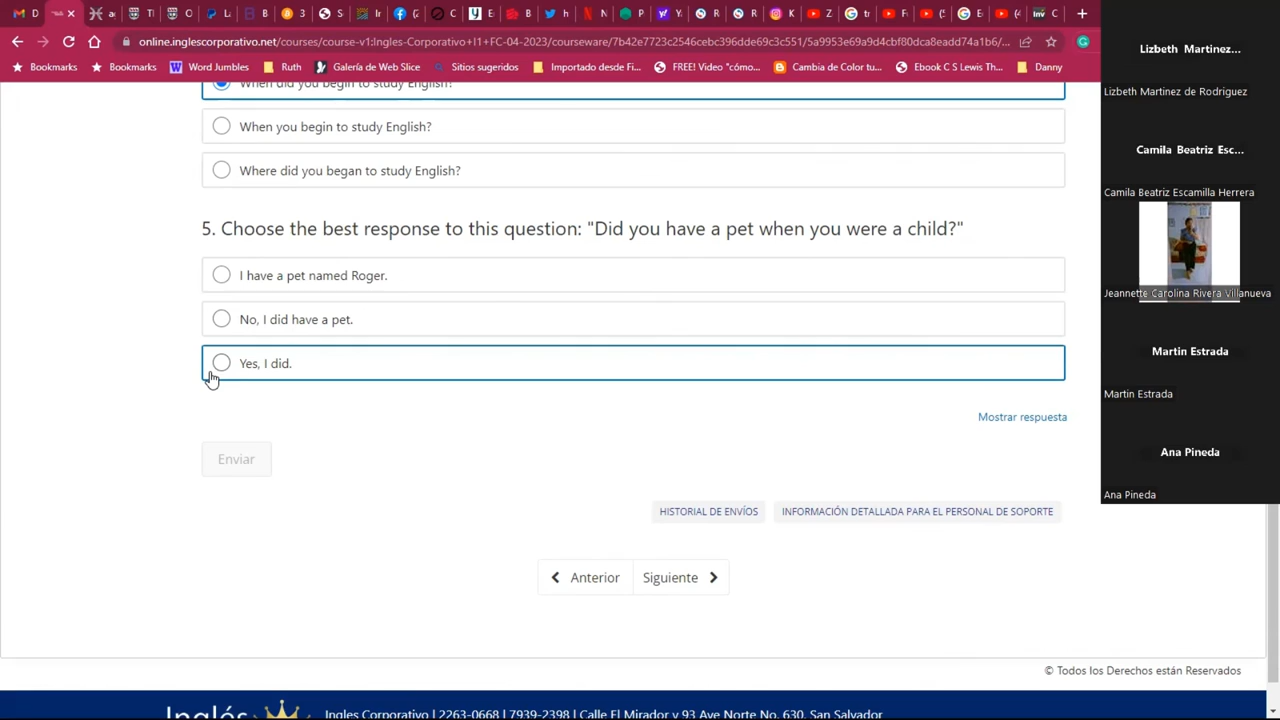 online.inglescorporativo.net/courses/course-v1:Ingles-Corporativo+I1+FC-04-2023/courseware/7b42e7723c2546cebc396dde69c3c551/5a9953e69a9d4cbf80dca8eadd74a1b6/...
Bookmarks
Bookmarks
Word Jumbles
Ruth
Galería de Web Slice
Sitios sugeridos
Importado desde Fi...
FREE! Video "cómo...
Cambia de Color tu...
Ebook C S Lewis Th...
Danny
When did you begin to study English?
When you begin to study English?
Where did you began to study English?
5. Choose the best response to this question: "Did you have a pet when you were a child?"
I have a pet named Roger.
No, I did have a pet.
Yes, I did.
Mostrar respuesta
Enviar
HISTORIAL DE ENVÍOS
INFORMACIÓN DETALLADA PARA EL PERSONAL DE SOPORTE
Anterior
Siguiente
© Todos los Derechos están Reservados
Inglés
Ingles Corporativo | 2263-0668 | 7939-2398 | Calle El Mirador y 93 Ave Norte No. 630, San Salvador
Lizbeth Martinez...
Lizbeth Martinez de Rodriguez
Camila Beatriz Esc...
Camila Beatriz Escamilla Herrera
Jeannette Carolina Rivera Villanueva
Martin Estrada
Martin Estrada
Ana Pineda
Ana Pineda